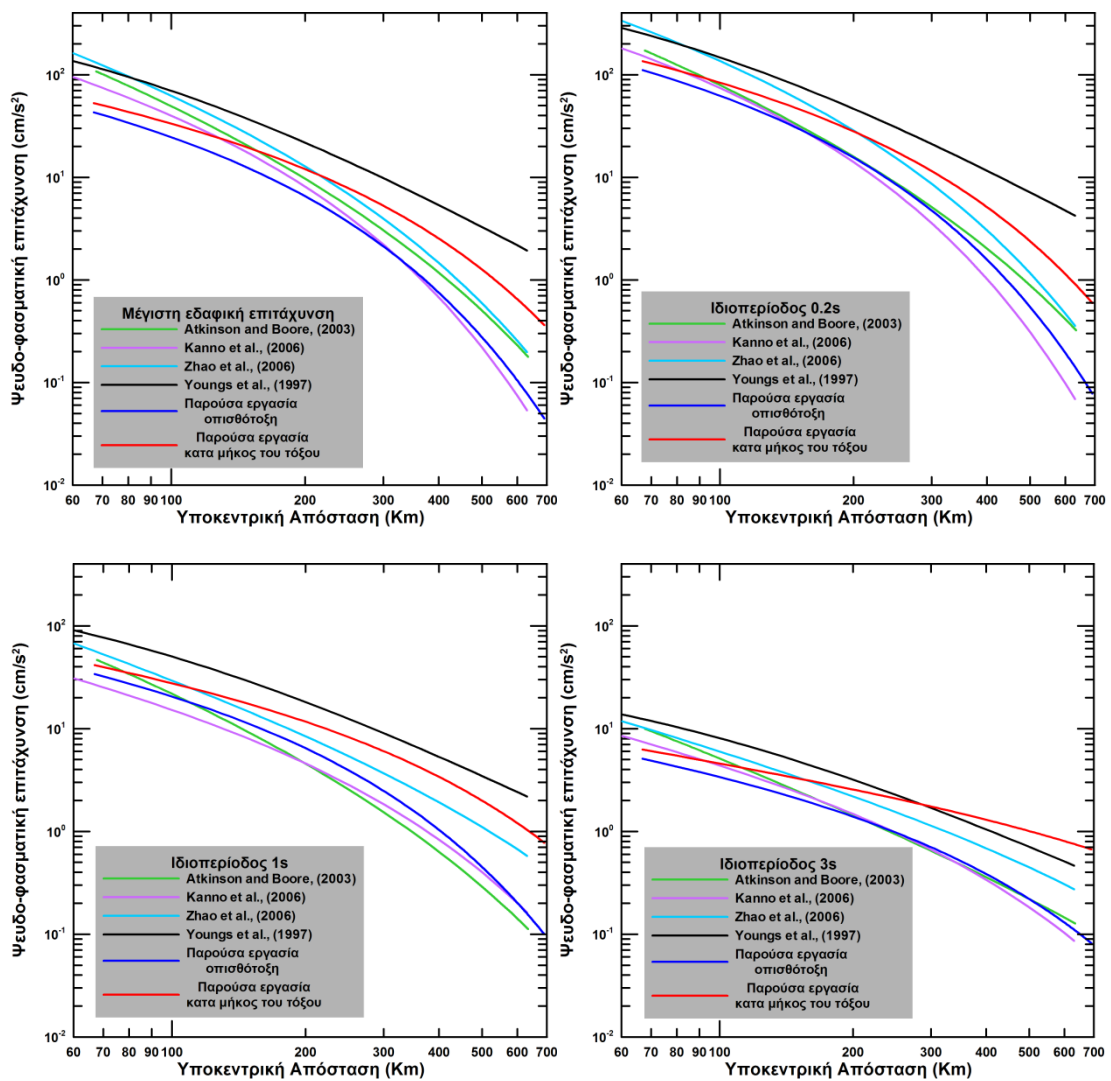 Ψευδο-φασματική επιτάχυνση (cm/s²)
10²
10¹
10⁰
10⁻¹
10⁻²
Μέγιστη εδαφική επιτάχυνση
Atkinson and Boore, (2003)
Kanno et al., (2006)
Zhao et al., (2006)
Youngs et al., (1997)
Παρούσα εργασία
οπισθότοξη
Παρούσα εργασία
κατα μήκος του τόξου
60 70 80 90 100 200 300 400 500 600 700
Υποκεντρική Απόσταση (Km)
Ψευδο-φασματική επιτάχυνση (cm/s²)
10²
10¹
10⁰
10⁻¹
10⁻²
Ιδιοπερίοδος 0.2s
Atkinson and Boore, (2003)
Kanno et al., (2006)
Zhao et al., (2006)
Youngs et al., (1997)
Παρούσα εργασία
οπισθότοξη
Παρούσα εργασία
κατα μήκος του τόξου
60 70 80 90 100 200 300 400 500 600 700
Υποκεντρική Απόσταση (Km)
Ψευδο-φασματική επιτάχυνση (cm/s²)
10²
10¹
10⁰
10⁻¹
10⁻²
Ιδιοπερίοδος 1s
Atkinson and Boore, (2003)
Kanno et al., (2006)
Zhao et al., (2006)
Youngs et al., (1997)
Παρούσα εργασία
οπισθότοξη
Παρούσα εργασία
κατα μήκος του τόξου
60 70 80 90 100 200 300 400 500 600 700
Υποκεντρική Απόσταση (Km)
Ψευδο-φασματική επιτάχυνση (cm/s²)
10²
10¹
10⁰
10⁻¹
10⁻²
Ιδιοπερίοδος 3s
Atkinson and Boore, (2003)
Kanno et al., (2006)
Zhao et al., (2006)
Youngs et al., (1997)
Παρούσα εργασία
οπισθότοξη
Παρούσα εργασία
κατα μήκος του τόξου
60 70 80 90 100 200 300 400 500 600 700
Υποκεντρική Απόσταση (Km)